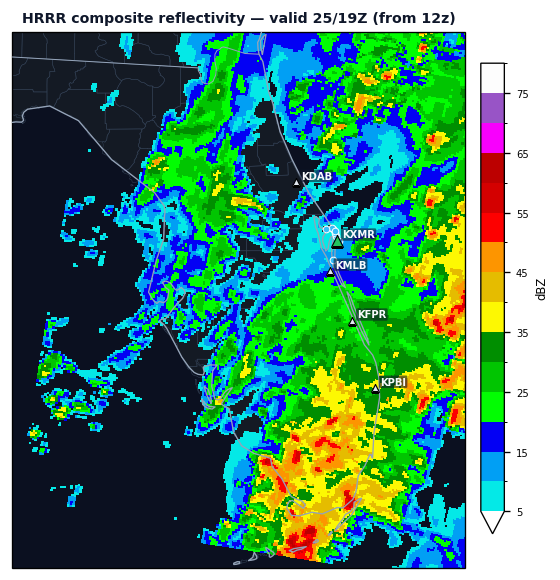 HRRR composite reflectivity — valid 25/19Z (from 12z)
KDAB
KXMR
KMLB
KFPR
KPBI
75
65
55
45
35
25
15
5
dBZ